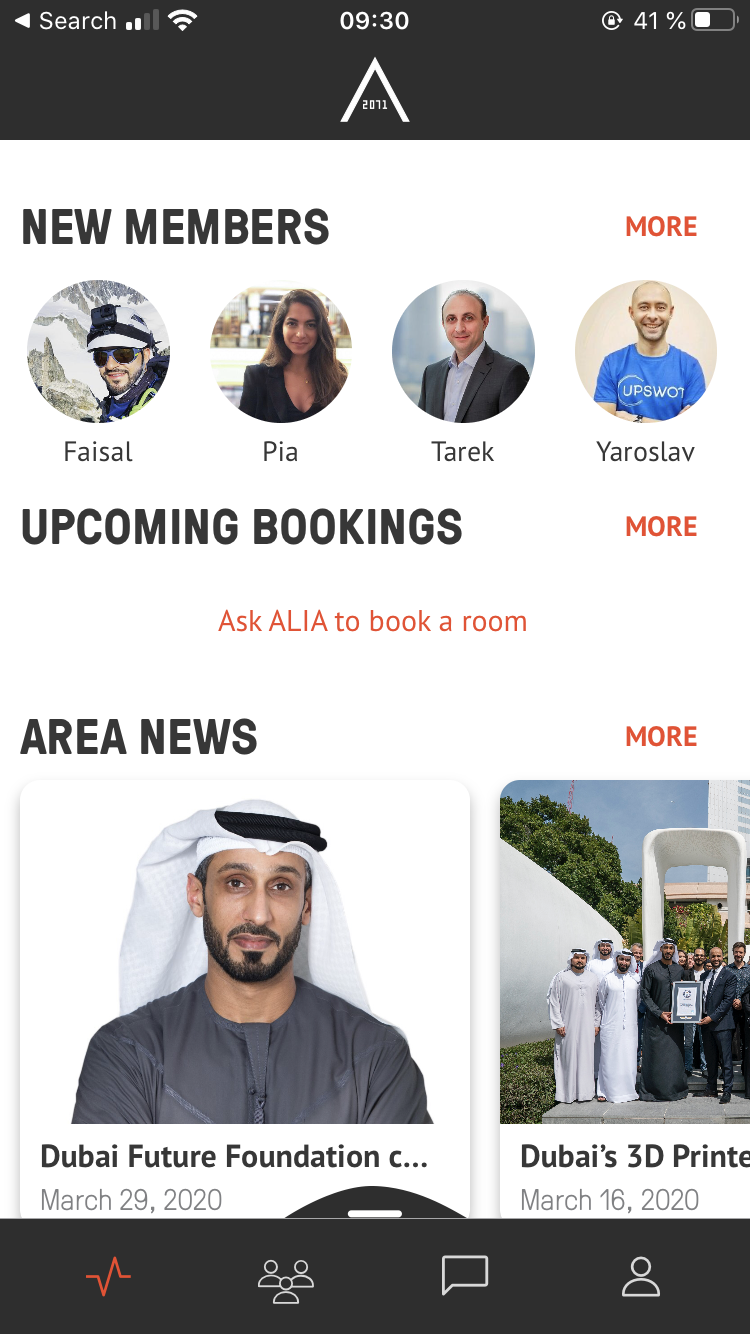 Search
09:30
41 %
2071
NEW MEMBERS
MORE
UPSWOT
Faisal
Pia
Tarek
Yaroslav
UPCOMING BOOKINGS
MORE
Ask ALIA to book a room
AREA NEWS
MORE
Dubai Future Foundation c...
March 29, 2020
Dubai’s 3D Printe
March 16, 2020